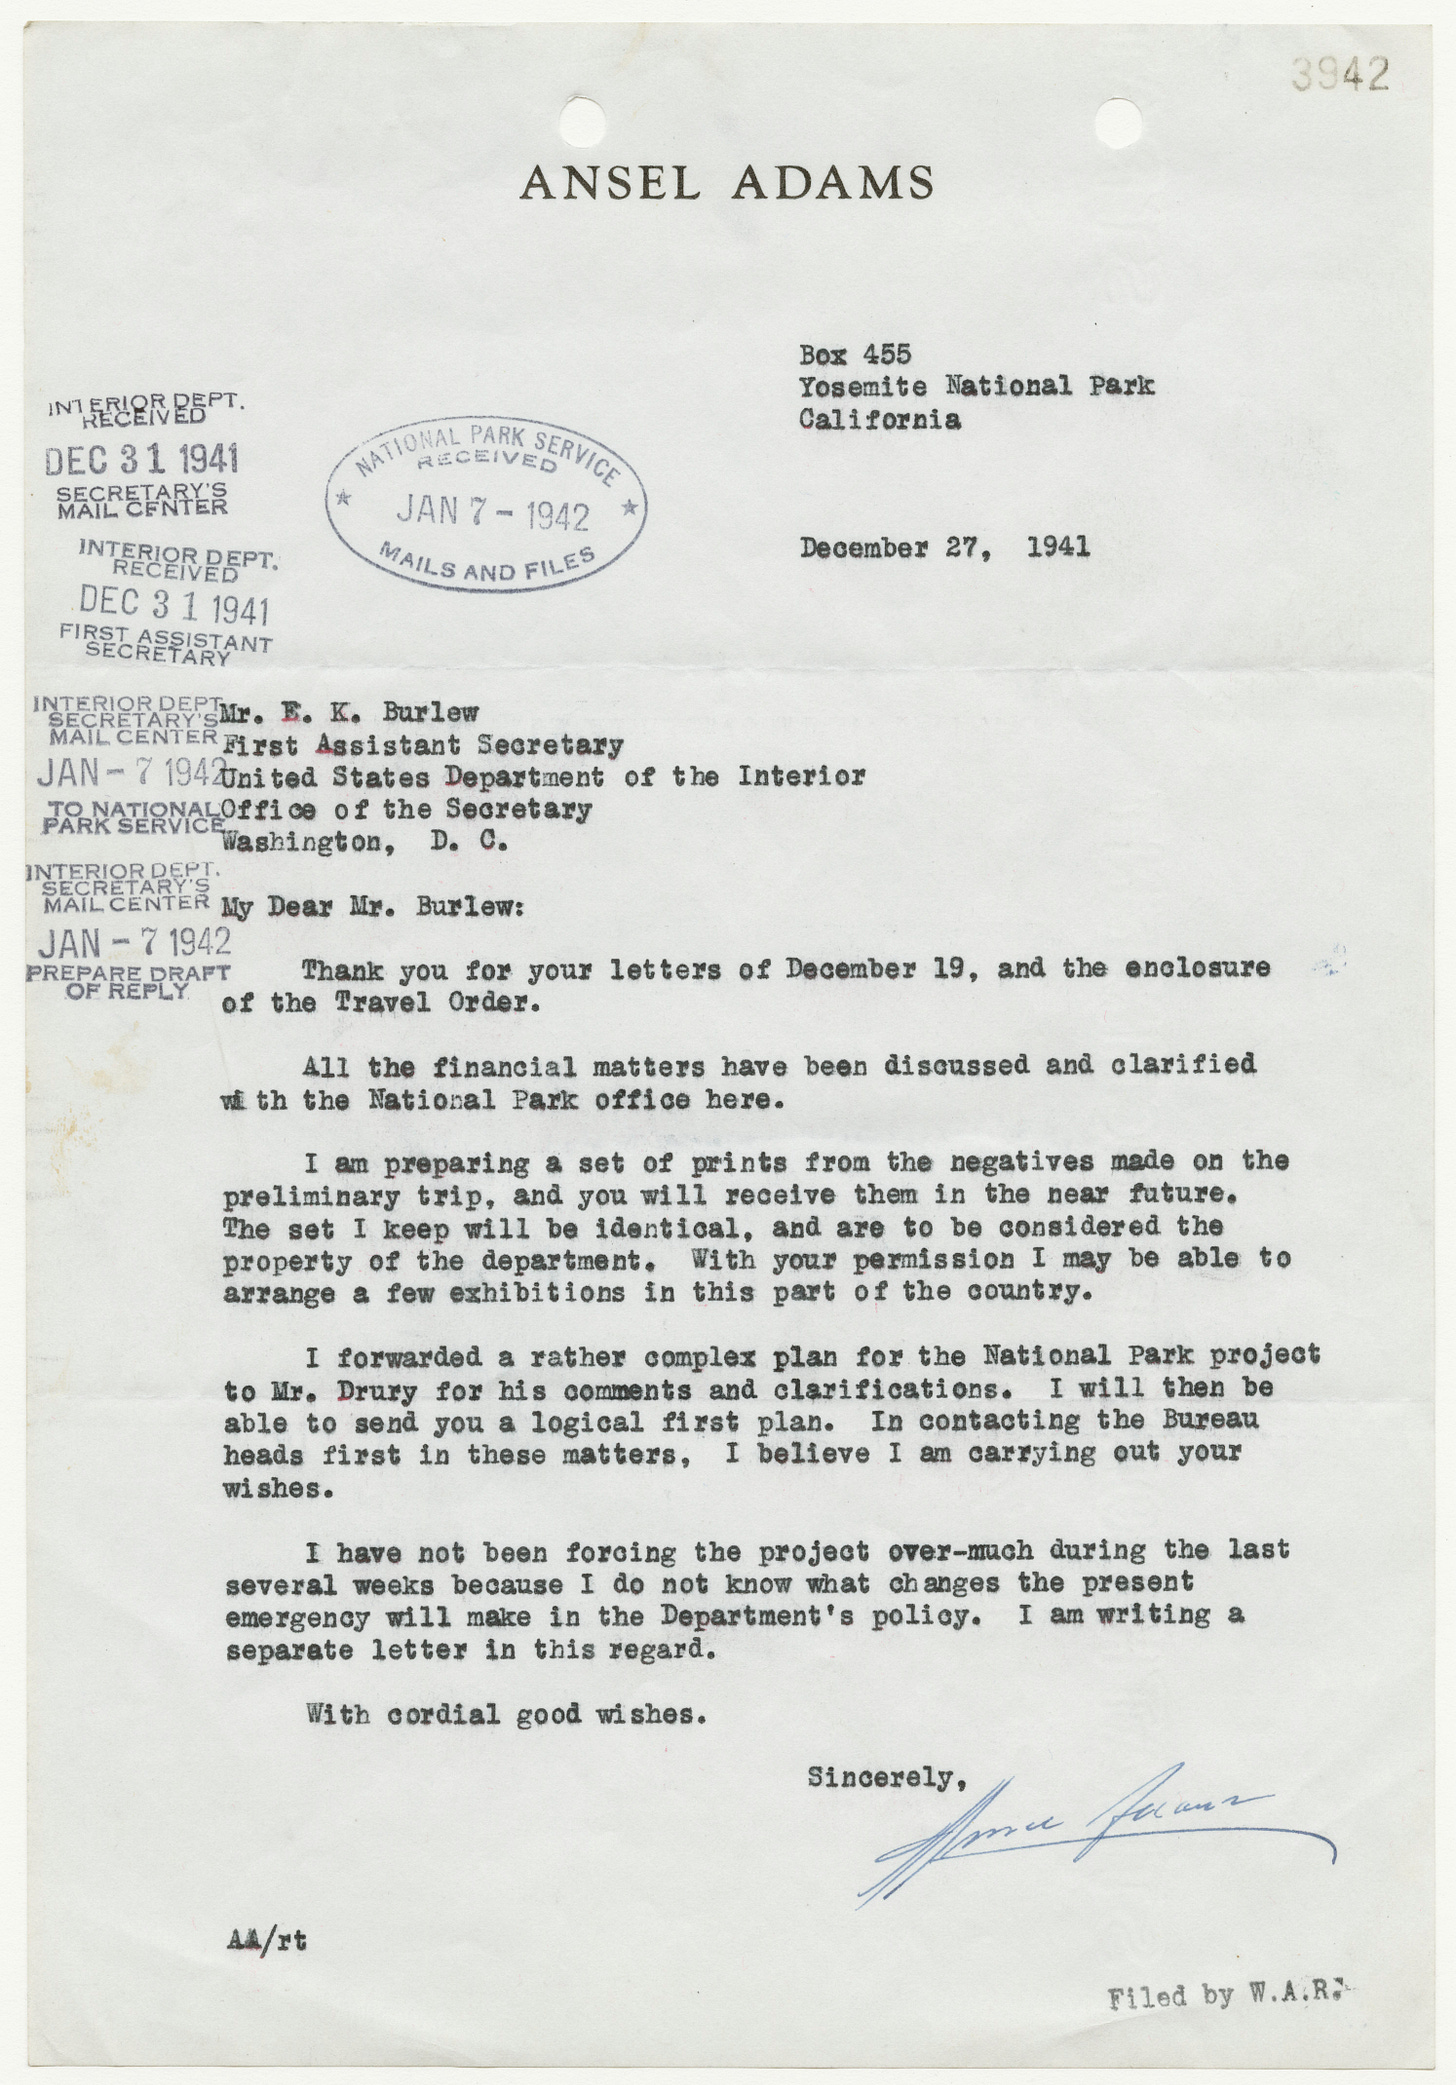 3942
ANSEL ADAMS
Box 455
Yosemite National Park
California
INTERIOR DEPT.
RECEIVED
DEC 31 1941
SECRETARY'S
MAIL CENTER
NATIONAL PARK SERVICE
RECEIVED
JAN 7 - 1942
MAILS AND FILES
December 27, 1941
INTERIOR DEPT.
RECEIVED
DEC 31 1941
FIRST ASSISTANT
SECRETARY
INTERIOR DEPT.
SECRETARY'S
MAIL CENTER
JAN - 7 1942
TO NATIONAL
PARK SERVICE
Mr. E. K. Burlew
First Assistant Secretary
United States Department of the Interior
Office of the Secretary
Washington, D. C.
INTERIOR DEPT.
SECRETARY'S
MAIL CENTER
JAN - 7 1942
PREPARE DRAFT
OF REPLY
My Dear Mr. Burlew:
Thank you for your letters of December 19, and the enclosure
of the Travel Order.
All the financial matters have been discussed and clarified
with the National Park office here.
I am preparing a set of prints from the negatives made on the
preliminary trip, and you will receive them in the near future.
The set I keep will be identical, and are to be considered the
property of the department. With your permission I may be able to
arrange a few exhibitions in this part of the country.
I forwarded a rather complex plan for the National Park project
to Mr. Drury for his comments and clarifications. I will then be
able to send you a logical first plan. In contacting the Bureau
heads first in these matters, I believe I am carrying out your
wishes.
I have not been forcing the project over-much during the last
several weeks because I do not know what changes the present
emergency will make in the Department's policy. I am writing a
separate letter in this regard.
With cordial good wishes.
Sincerely,
Ansel Adams
AA/rt
Filed by W.A.R.